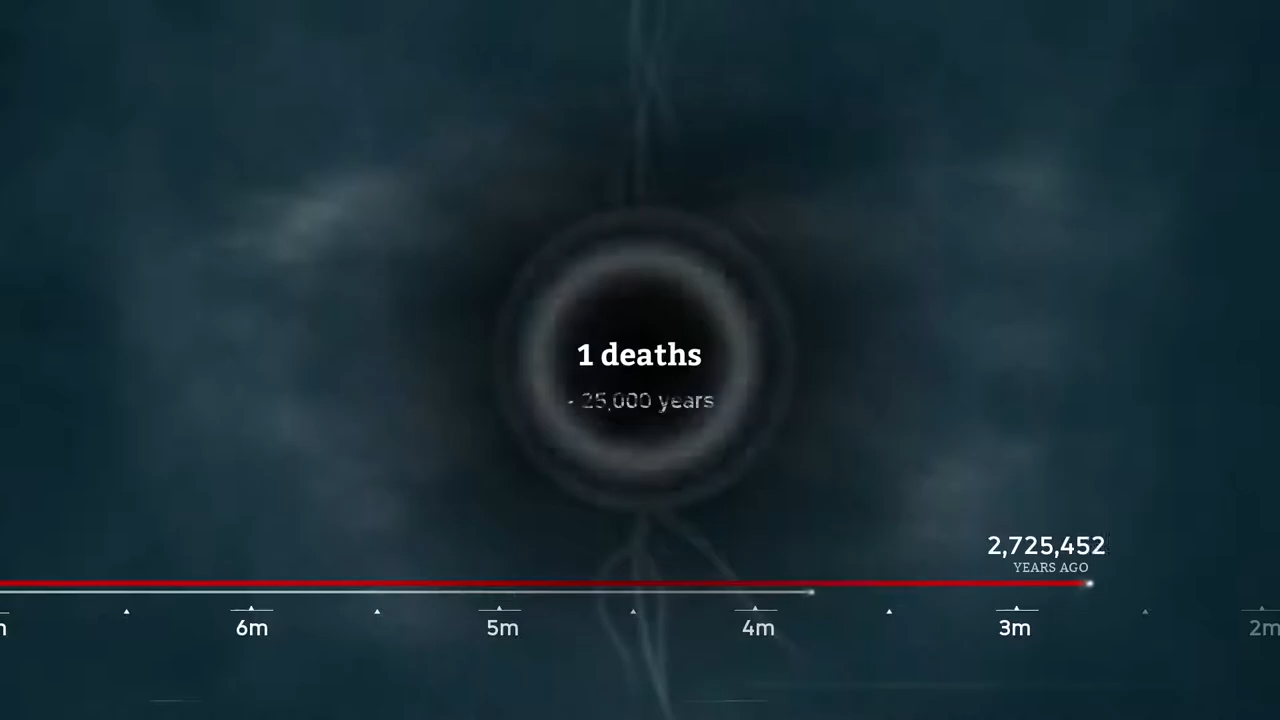 1 deaths
- 25,000 years
2,725,452
YEARS AGO
6m 5m 4m 3m 2m